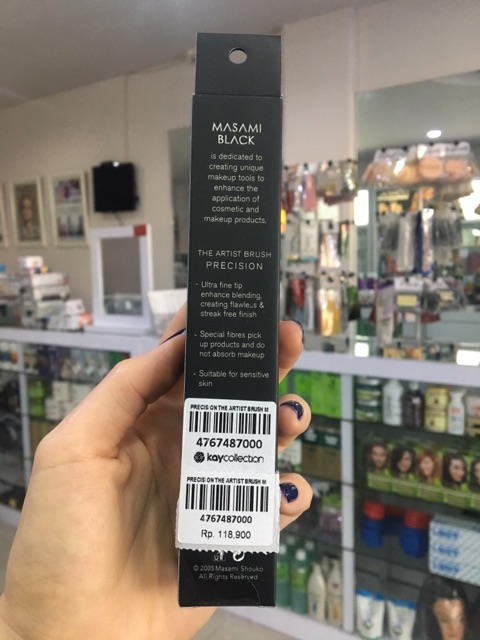 MASAMI
BLACK
is dedicated to
creating unique
makeup tools to
enhance the
application of
cosmetic and
makeup products.
THE ARTIST BRUSH
PRECISION
- Ultra fine tip
enhance blending,
creating flawless &
streak free finish
- Special fibres pick
up products and do
not absorb makeup
- Suitable for sensitive
skin
PRECISION THE ARTIST BRUSH M
4767487000
kaycollection
PRECISION THE ARTIST BRUSH M
4767487000
Rp. 118,900
© 2005 Masami Shouko
All Rights Reserved